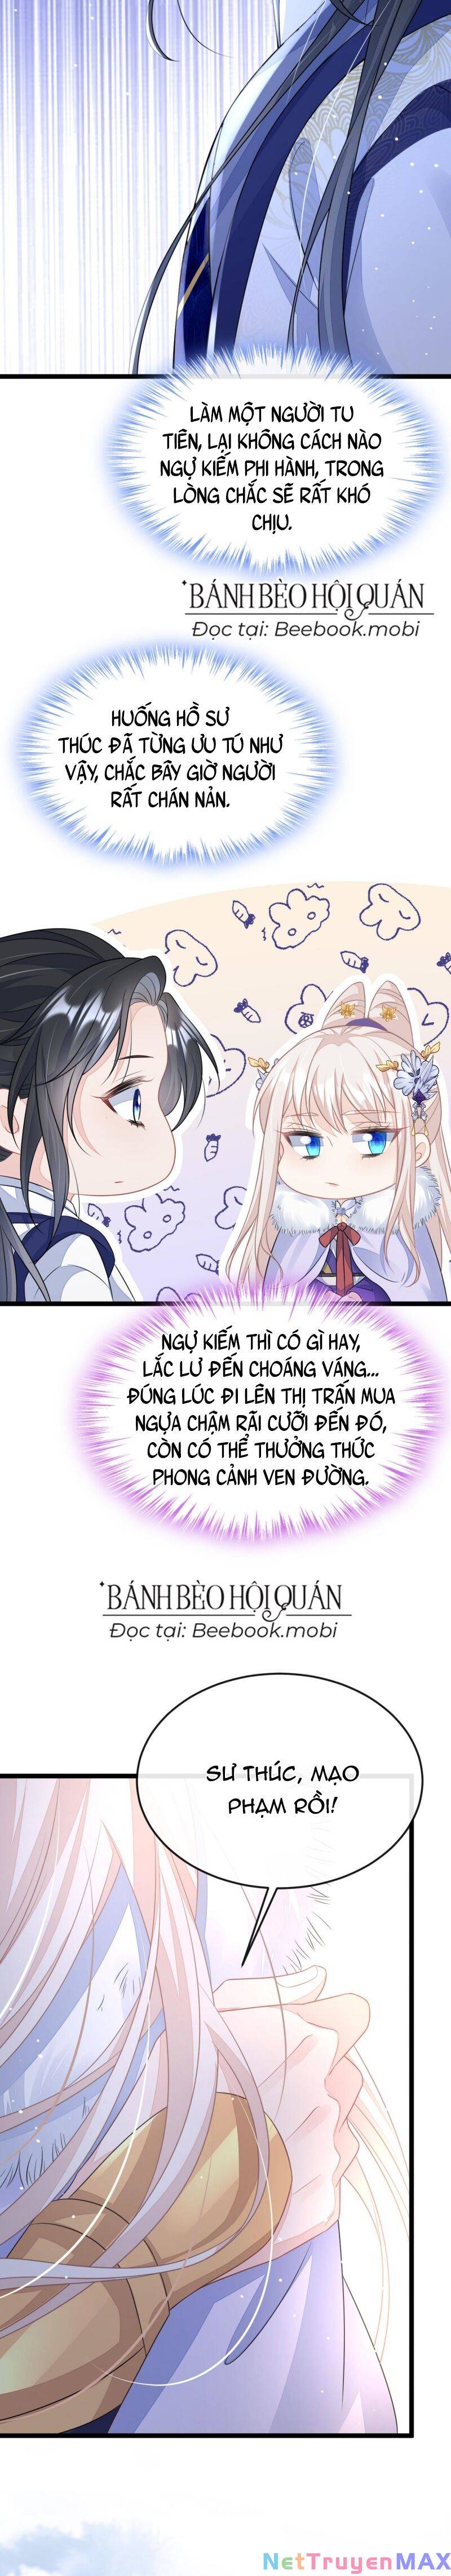 LÀM MỘT NGƯỜI TU
TIÊN, LẠI KHÔNG CÁCH NÀO
NGỰ KIẾM PHI HÀNH, TRONG
LÒNG CHẮC SẼ RẤT KHÓ
CHỊU.
BÁNH BÈO HỘI QUÁN
Đọc tại: Beebook.mobi
HUỐNG HỒ SƯ
THÚC ĐÃ TỪNG ƯU TÚ NHƯ
VẬY, CHẮC BÂY GIỜ NGƯỜI
RẤT CHÁN NẢN.
NGỰ KIẾM THÌ CÓ GÌ HAY,
LẮC LƯ ĐẾN CHOÁNG VÁNG...
ĐÚNG LÚC ĐI LÊN THỊ TRẤN MUA
NGỰA CHẬM RÃI CƯỠI ĐẾN ĐÓ,
CÒN CÓ THỂ THƯỞNG THỨC
PHONG CẢNH VEN ĐƯỜNG.
BÁNH BÈO HỘI QUÁN
Đọc tại: Beebook.mobi
SƯ THÚC, MẠO
PHẠM RỒI!
NetTruyenMAX